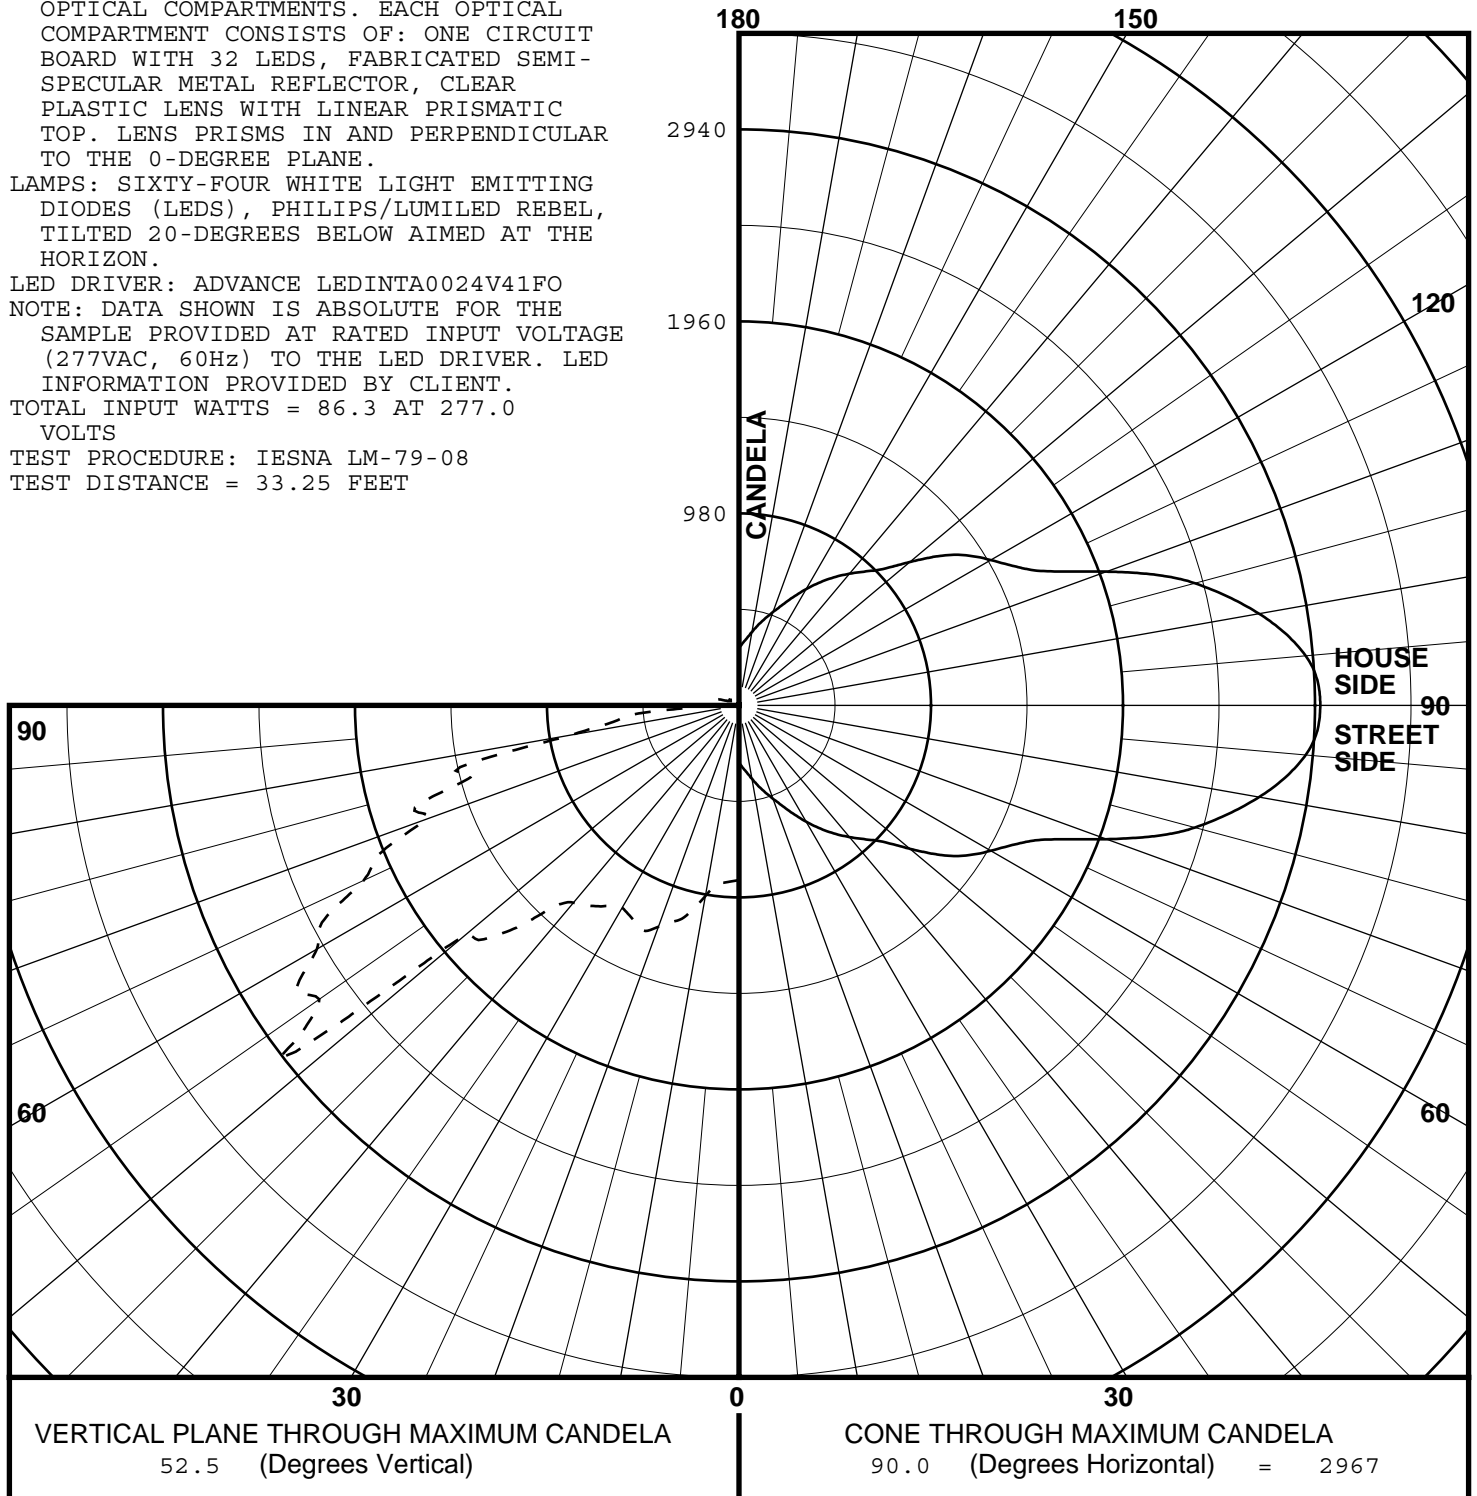 OPTICAL COMPARTMENTS. EACH OPTICAL
COMPARTMENT CONSISTS OF: ONE CIRCUIT
BOARD WITH 32 LEDS, FABRICATED SEMI-
SPECULAR METAL REFLECTOR, CLEAR
PLASTIC LENS WITH LINEAR PRISMATIC
TOP. LENS PRISMS IN AND PERPENDICULAR
TO THE 0-DEGREE PLANE.
LAMPS: SIXTY-FOUR WHITE LIGHT EMITTING
DIODES (LEDS), PHILIPS/LUMILED REBEL,
TILTED 20-DEGREES BELOW AIMED AT THE
HORIZON.
LED DRIVER: ADVANCE LEDINTA0024V41FO
NOTE: DATA SHOWN IS ABSOLUTE FOR THE
SAMPLE PROVIDED AT RATED INPUT VOLTAGE
(277VAC, 60Hz) TO THE LED DRIVER. LED
INFORMATION PROVIDED BY CLIENT.
TOTAL INPUT WATTS = 86.3 AT 277.0
VOLTS
TEST PROCEDURE: IESNA LM-79-08
TEST DISTANCE = 33.25 FEET
180
150
2940
120
1960
CANDELA
980
HOUSE
SIDE
90
STREET
SIDE
90
60
60
30
0
30
VERTICAL PLANE THROUGH MAXIMUM CANDELA
52.5 (Degrees Vertical)
CONE THROUGH MAXIMUM CANDELA
90.0 (Degrees Horizontal) = 2967